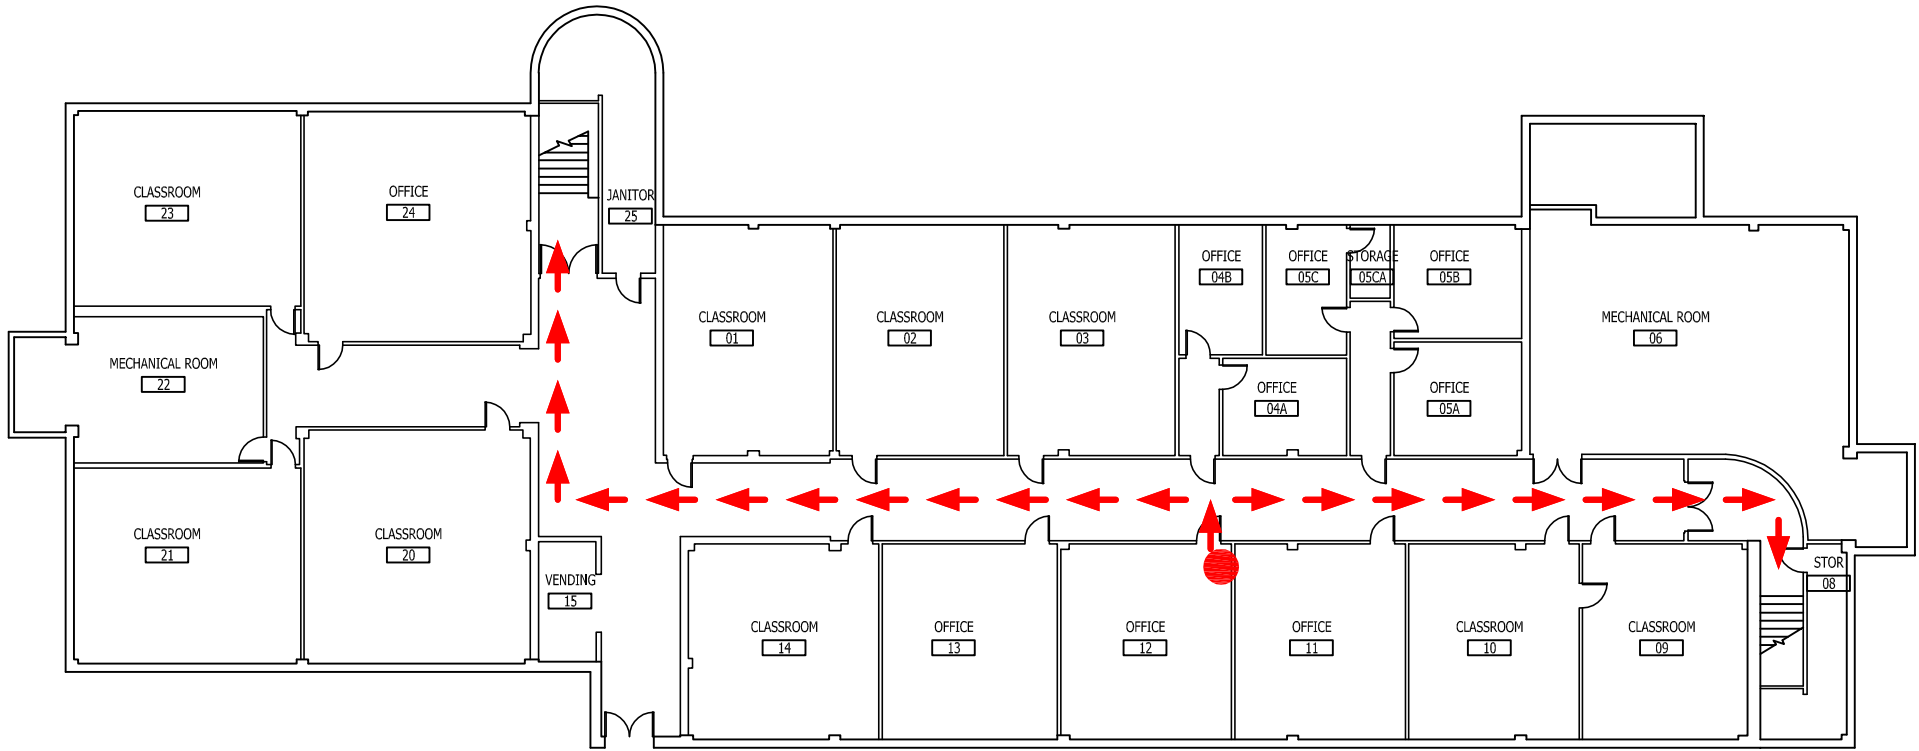 CLASSROOM
23
OFFICE
24
JANITOR
25
MECHANICAL ROOM
22
CLASSROOM
21
CLASSROOM
20
VENDING
15
CLASSROOM
01
CLASSROOM
02
CLASSROOM
03
OFFICE
04B
OFFICE
05C
STORAGE
05CA
OFFICE
05B
OFFICE
04A
OFFICE
05A
MECHANICAL ROOM
06
STOR
08
CLASSROOM
14
OFFICE
13
OFFICE
12
OFFICE
11
CLASSROOM
10
CLASSROOM
09